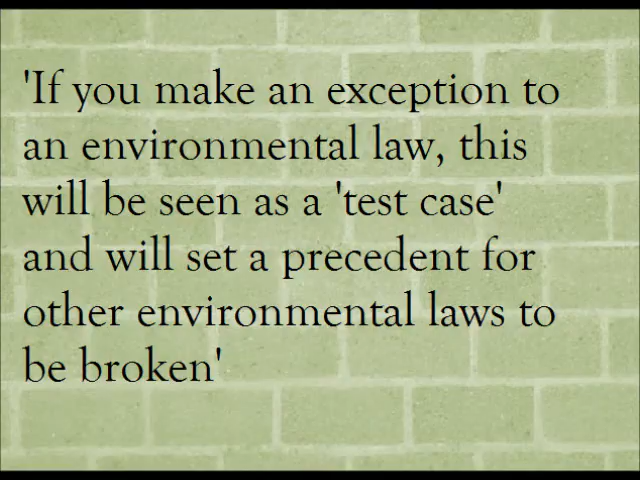 'If you make an exception to
an environmental law, this
will be seen as a 'test case'
and will set a precedent for
other environmental laws to
be broken'